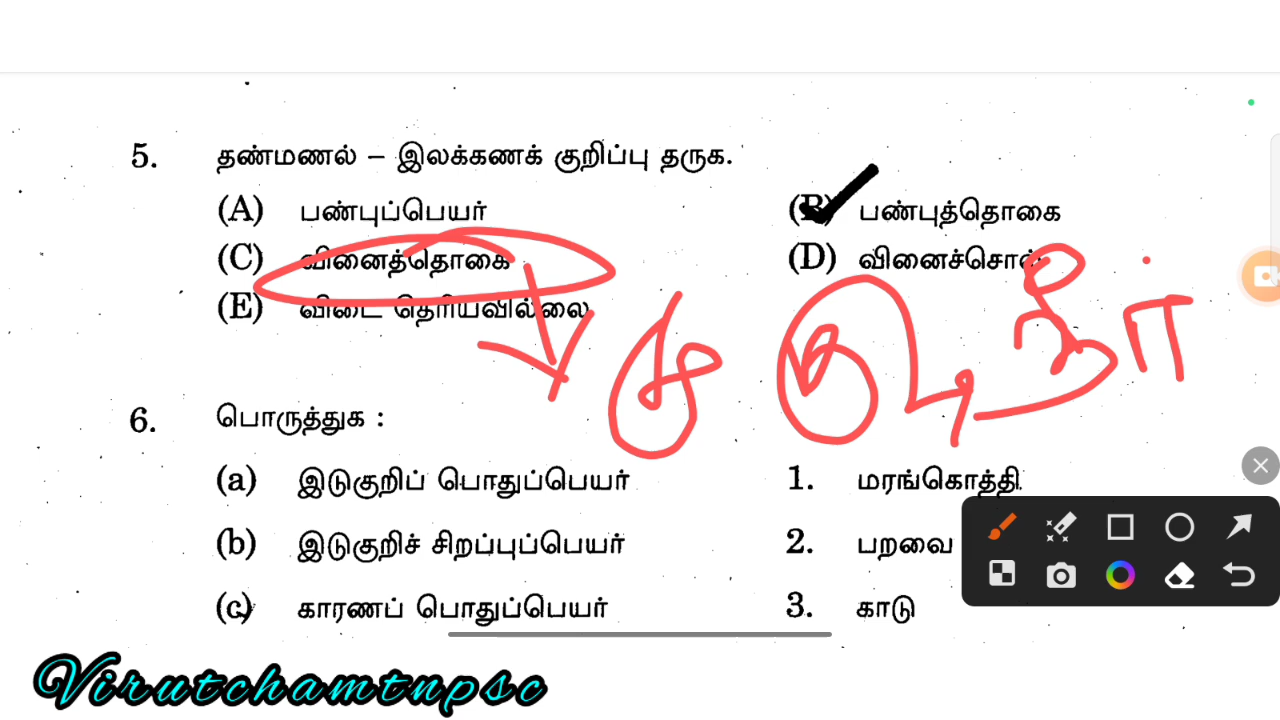 5. தண்மணல் – இலக்கணக் குறிப்பு தருக.
(A) பண்புப்பெயர் (B) பண்புத்தொகை
(C) வினைத்தொகை (D) வினைச்சொல்
(E) விடை தெரியவில்லை
குடிநீர்
6. பொருத்துக :
(a) இடுகுறிப் பொதுப்பெயர் 1. மரங்கொத்தி
(b) இடுகுறிச் சிறப்புப்பெயர் 2. பறவை
(c) காரணப் பொதுப்பெயர் 3. காடு
Virutchamtnpsc